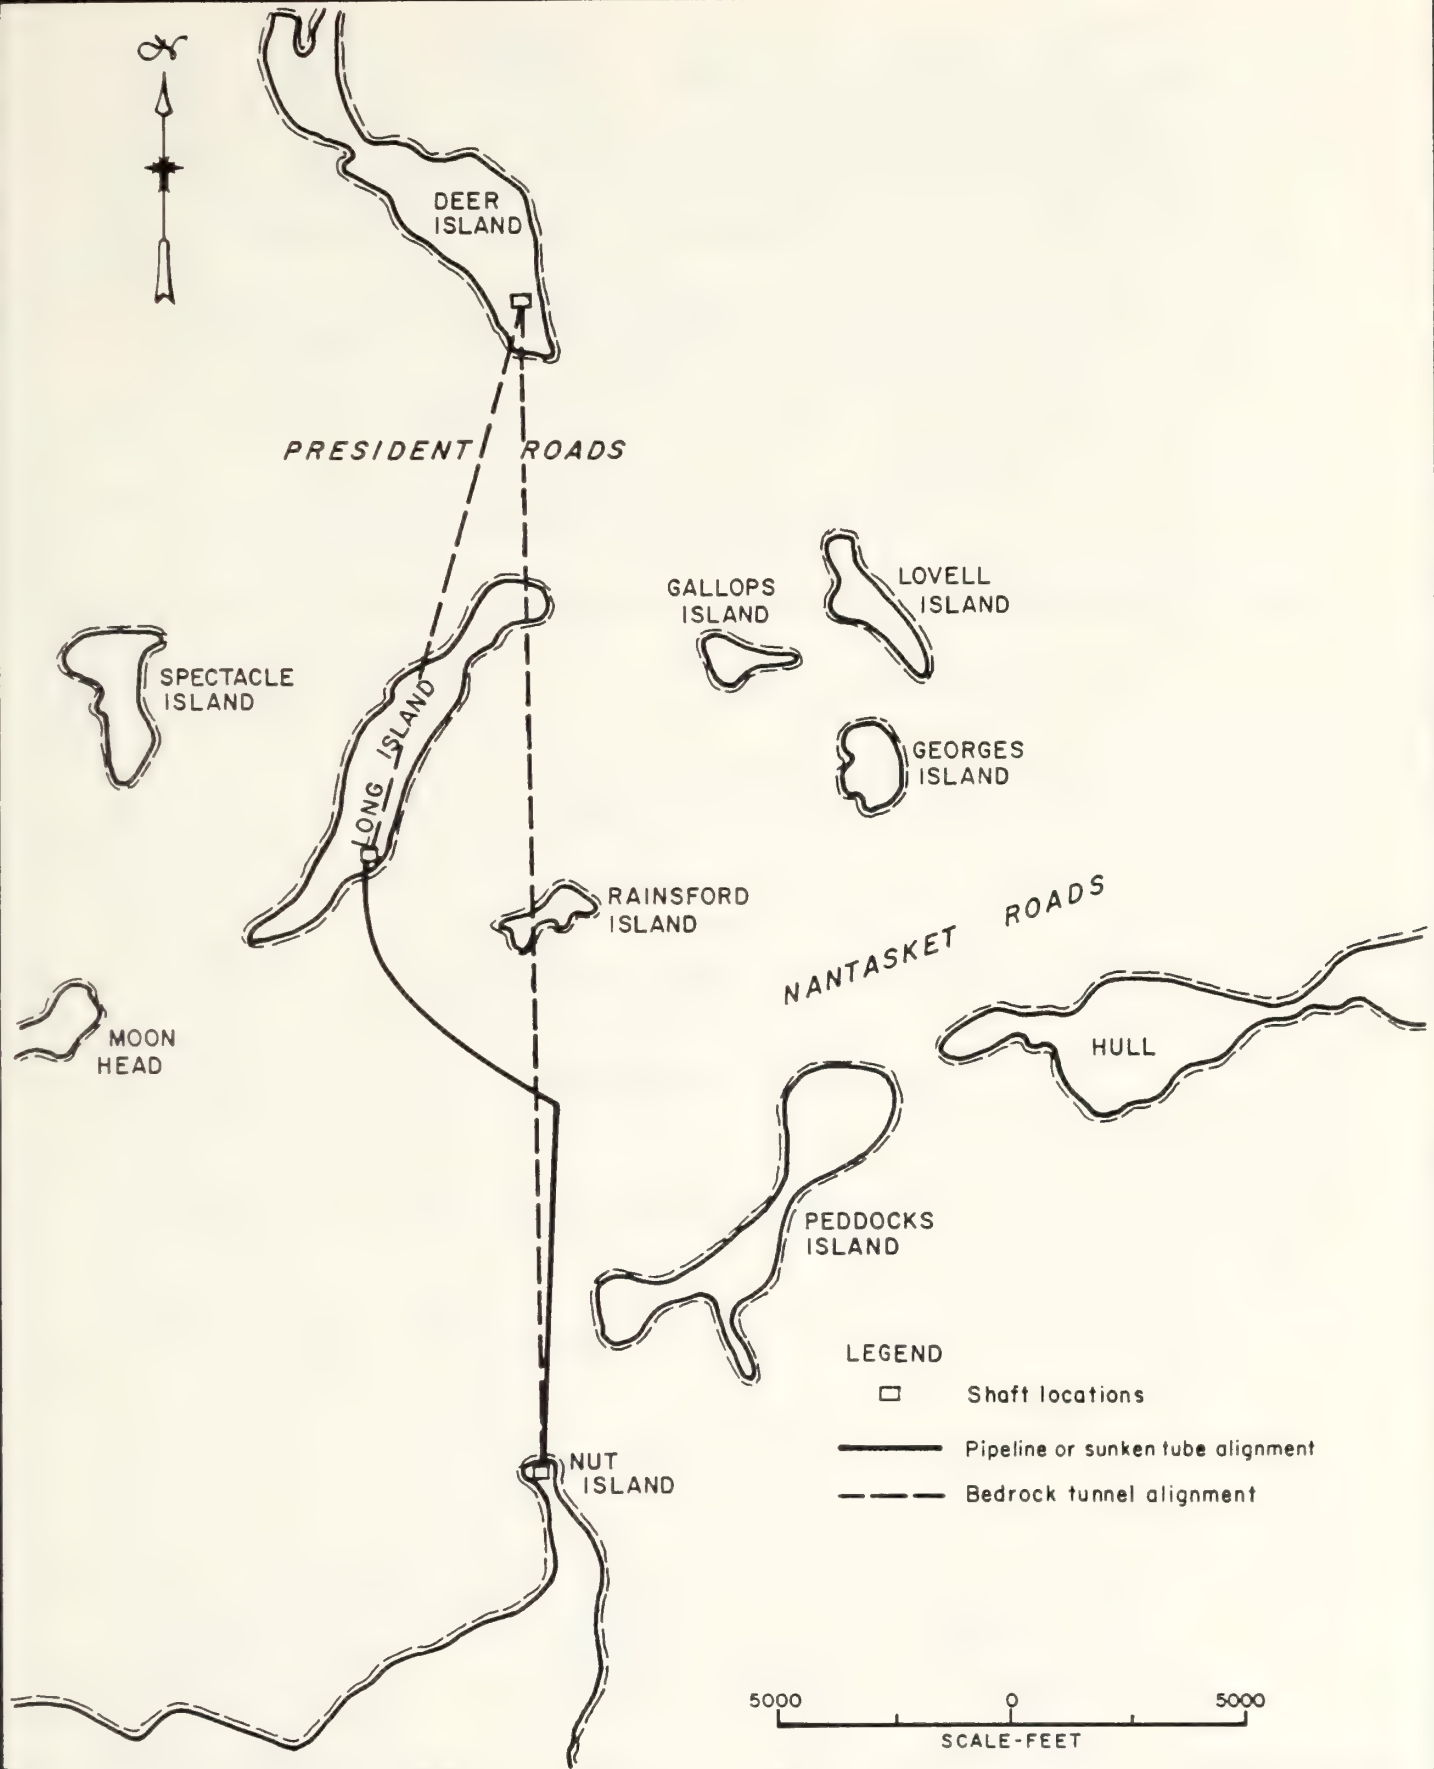 N
DEER
ISLAND
PRESIDENT ROADS
GALLOPS
ISLAND
LOVELL
ISLAND
SPECTACLE
ISLAND
LONG ISLAND
GEORGES
ISLAND
RAINSFORD
ISLAND
NANTASKET ROADS
MOON
HEAD
HULL
PEDDOCKS
ISLAND
LEGEND
Shaft locations
Pipeline or sunken tube alignment
Bedrock tunnel alignment
NUT
ISLAND
5000 0 5000
SCALE-FEET